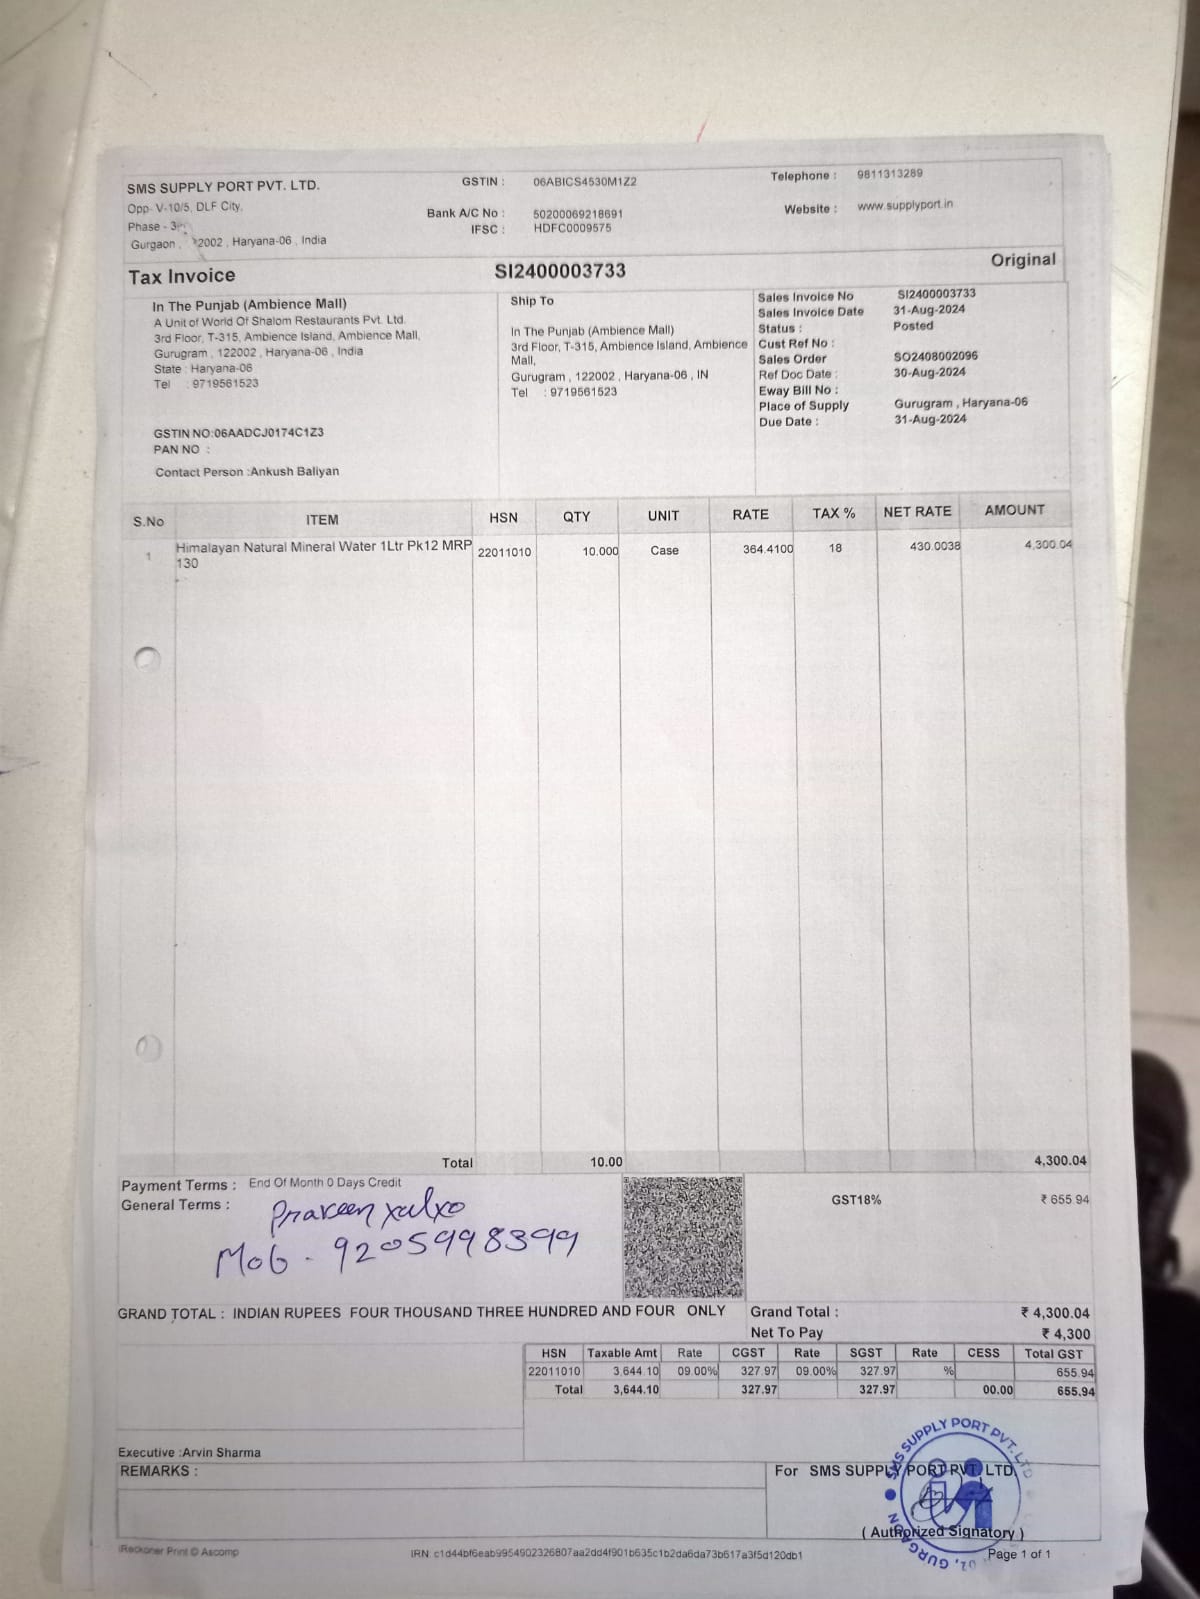 SMS SUPPLY PORT PVT. LTD.
Opp- V-10/5, DLF City,
Phase - 3
Gurgaon , 2002 , Haryana-06 , India
GSTIN : 06ABICS4530M1Z2
Bank A/C No : 50200069218691
IFSC : HDFC0009575
Telephone : 9811313289
Website : www.supplyport.in
Tax Invoice SI2400003733 Original
In The Punjab (Ambience Mall)
A Unit of World Of Shalom Restaurants Pvt. Ltd.
3rd Floor, T-315, Ambience Island, Ambience Mall,
Gurugram , 122002 , Haryana-06 , India
State : Haryana-06
Tel : 9719561523
GSTIN NO:06AADCJ0174C1Z3
PAN NO :
Contact Person :Ankush Baliyan
Ship To
In The Punjab (Ambience Mall)
3rd Floor, T-315, Ambience Island, Ambience
Mall,
Gurugram , 122002 , Haryana-06 , IN
Tel : 9719561523
Sales Invoice No SI2400003733
Sales Invoice Date 31-Aug-2024
Status : Posted
Cust Ref No :
Sales Order SO2408002096
Ref Doc Date : 30-Aug-2024
Eway Bill No :
Place of Supply Gurugram , Haryana-06
Due Date : 31-Aug-2024
S.No ITEM HSN QTY UNIT RATE TAX % NET RATE AMOUNT
1 Himalayan Natural Mineral Water 1Ltr Pk12 MRP 22011010 10.000 Case 364.4100 18 430.0038 4,300.04
130
Total 10.00 4,300.04
Payment Terms : End Of Month 0 Days Credit
General Terms :
Praveen xalxo
Mob - 9205998399
GST18% ₹ 655.94
GRAND TOTAL : INDIAN RUPEES FOUR THOUSAND THREE HUNDRED AND FOUR ONLY
Grand Total : ₹ 4,300.04
Net To Pay ₹ 4,300
HSN Taxable Amt Rate CGST Rate SGST Rate CESS Total GST
22011010 3,644.10 09.00% 327.97 09.00% 327.97 % 655.94
Total 3,644.10 327.97 327.97 00.00 655.94
Executive :Arvin Sharma
REMARKS :
For SMS SUPPLY PORT PVT. LTD.
SMS SUPPLY PORT PVT. LTD
GURGAON
( Authorized Signatory )
iReckoner Print © Ascomp
IRN: c1d44bf6eab9954902326807aa2dd4f901b635c1b2da6da73b617a3f5d120db1
Page 1 of 1